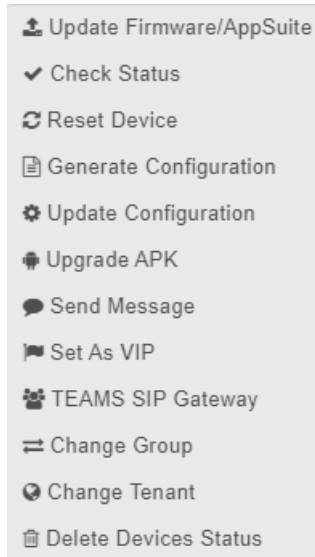 Update Firmware/AppSuite
Check Status
Reset Device
Generate Configuration
Update Configuration
Upgrade APK
Send Message
Set As VIP
TEAMS SIP Gateway
Change Group
Change Tenant
Delete Devices Status